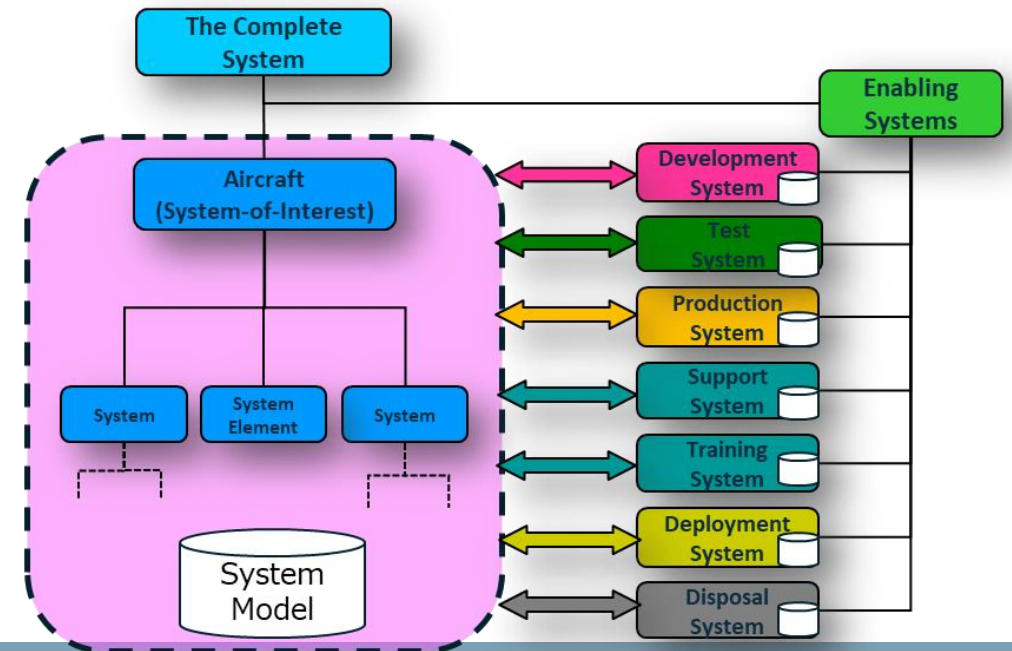 The Complete
System
Enabling
Systems
Aircraft
(System-of-Interest)
System
System
Element
System
System
Model
Development
System
Test
System
Production
System
Support
System
Training
System
Deployment
System
Disposal
System